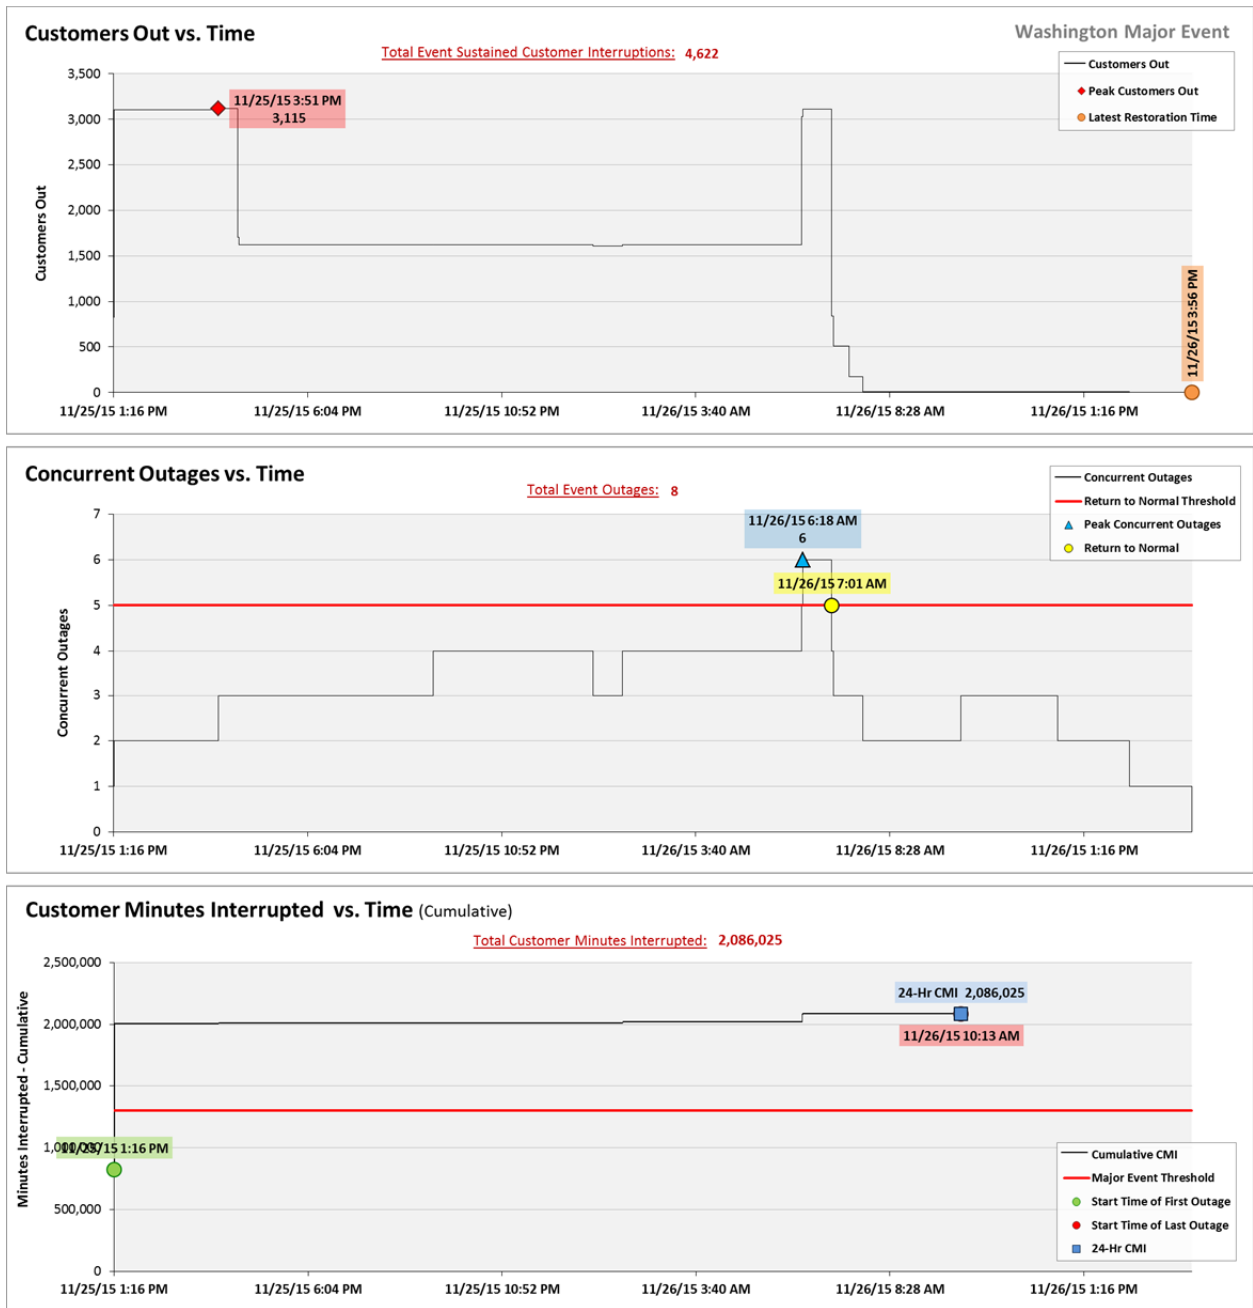 Customers Out vs. Time
Washington Major Event
Total Event Sustained Customer Interruptions: 4,622
Customers Out
Peak Customers Out
Latest Restoration Time
3,500
3,000
2,500
2,000
1,500
1,000
500
0
Customers Out
11/25/15 3:51 PM
3,115
11/26/15 3:56 PM
11/25/15 1:16 PM
11/25/15 6:04 PM
11/25/15 10:52 PM
11/26/15 3:40 AM
11/26/15 8:28 AM
11/26/15 1:16 PM
Concurrent Outages vs. Time
Total Event Outages: 8
Concurrent Outages
Return to Normal Threshold
Peak Concurrent Outages
Return to Normal
7
6
5
4
3
2
1
0
Concurrent Outages
11/26/15 6:18 AM
6
11/26/15 7:01 AM
11/25/15 1:16 PM
11/25/15 6:04 PM
11/25/15 10:52 PM
11/26/15 3:40 AM
11/26/15 8:28 AM
11/26/15 1:16 PM
Customer Minutes Interrupted vs. Time (Cumulative)
Total Customer Minutes Interrupted: 2,086,025
2,500,000
2,000,000
1,500,000
1,000,000
500,000
0
Minutes Interrupted - Cumulative
24-Hr CMI 2,086,025
11/26/15 10:13 AM
11/25/15 1:16 PM
Cumulative CMI
Major Event Threshold
Start Time of First Outage
Start Time of Last Outage
24-Hr CMI
11/25/15 1:16 PM
11/25/15 6:04 PM
11/25/15 10:52 PM
11/26/15 3:40 AM
11/26/15 8:28 AM
11/26/15 1:16 PM